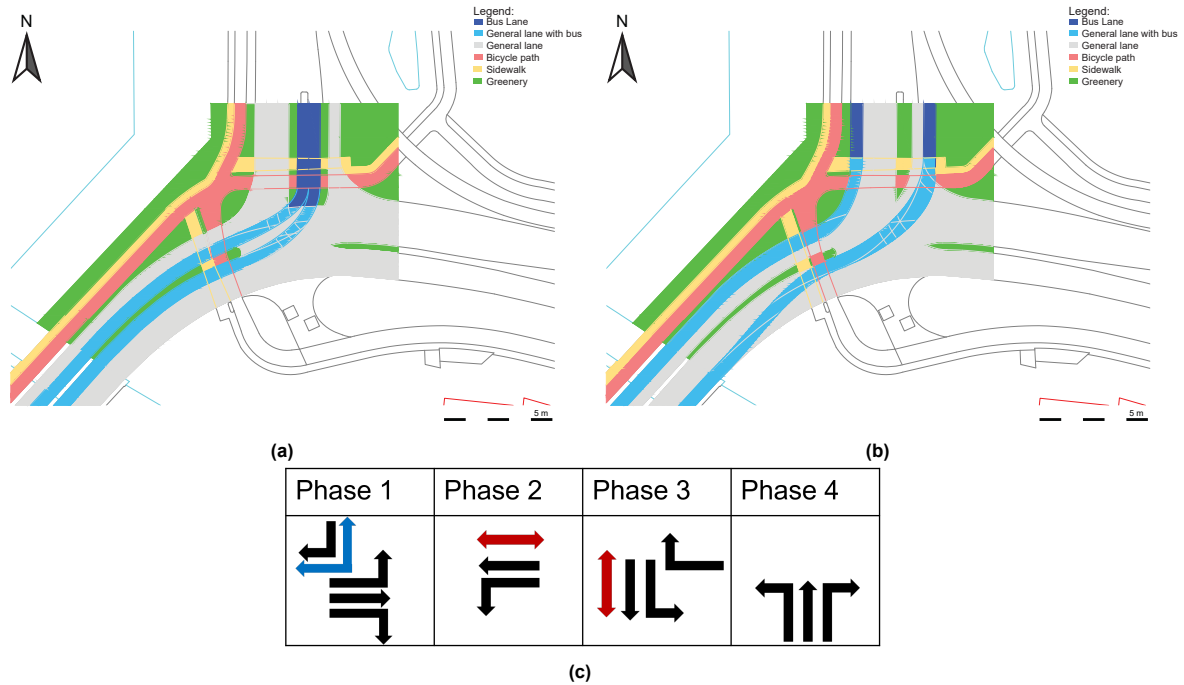 N
Legend:
Bus Lane
General lane with bus
General lane
Bicycle path
Sidewalk
Greenery
5 m
(a)
N
Legend:
Bus Lane
General lane with bus
General lane
Bicycle path
Sidewalk
Greenery
5 m
(b)
Phase 1 Phase 2 Phase 3 Phase 4
(c)